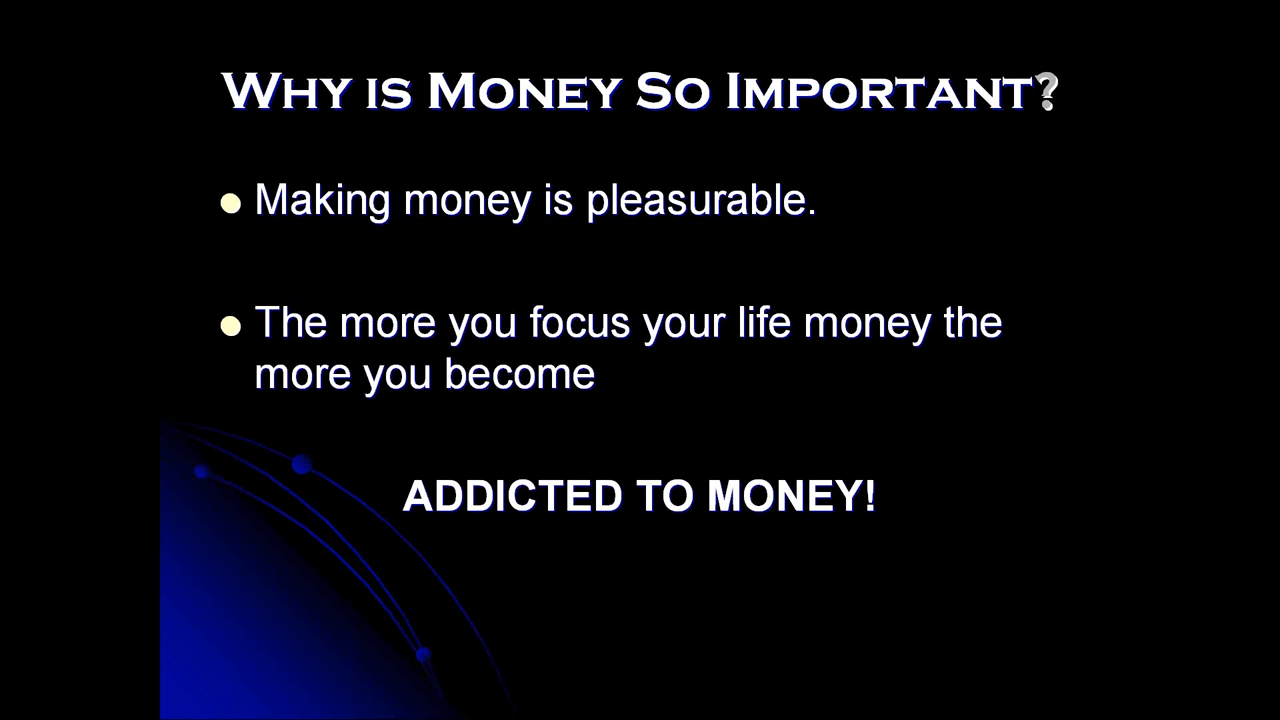 Why is Money So Important?
Making money is pleasurable.
The more you focus your life money the
more you become
ADDICTED TO MONEY!